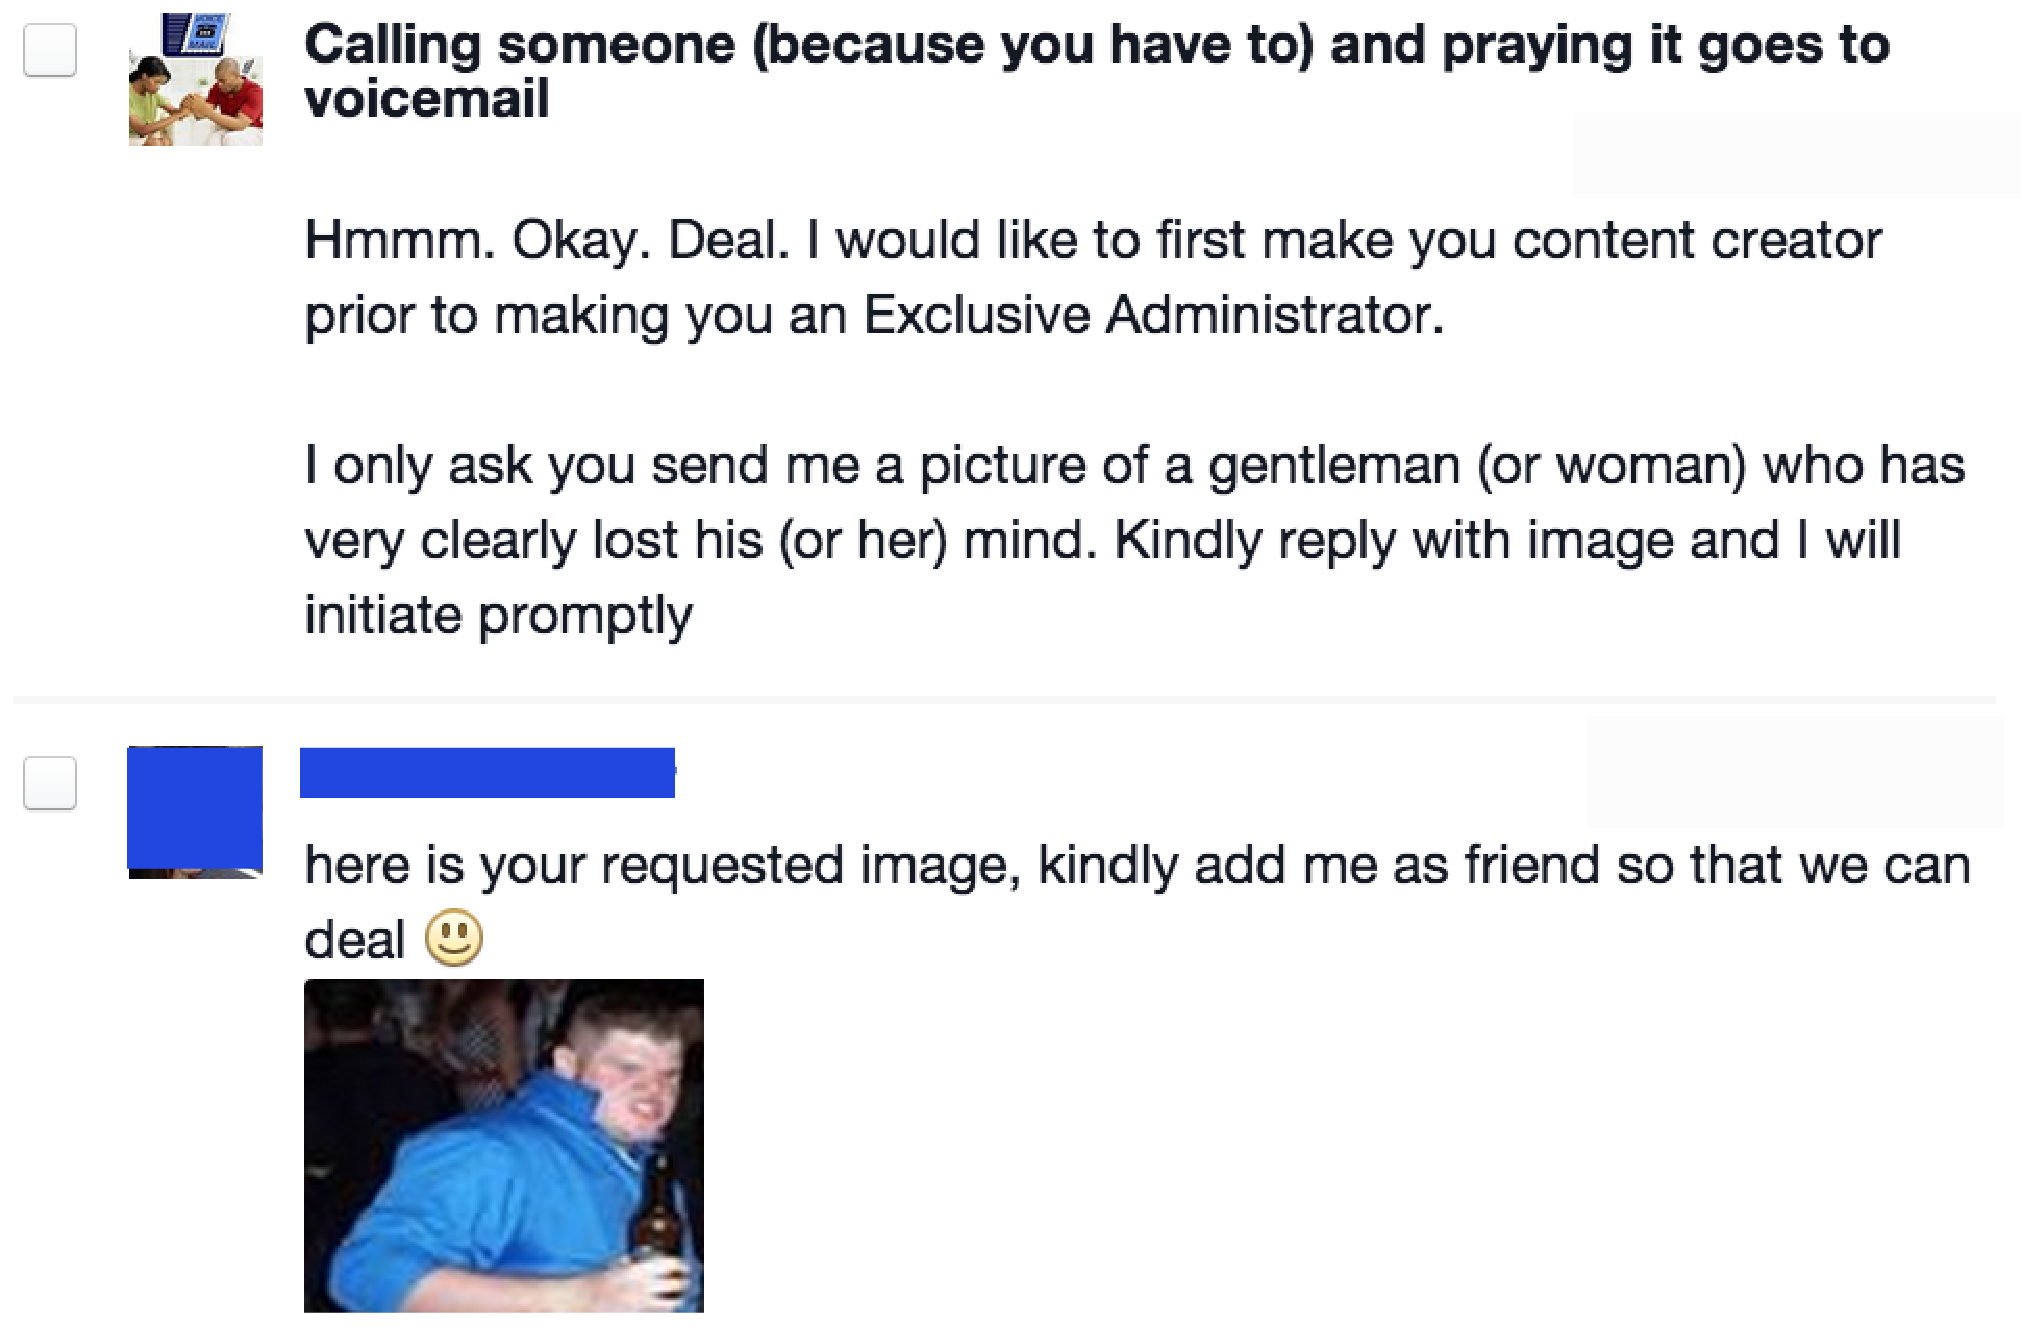 VOICE
MAIL
Calling someone (because you have to) and praying it goes to
voicemail
Hmmm. Okay. Deal. I would like to first make you content creator
prior to making you an Exclusive Administrator.
I only ask you send me a picture of a gentleman (or woman) who has
very clearly lost his (or her) mind. Kindly reply with image and I will
initiate promptly
here is your requested image, kindly add me as friend so that we can
deal